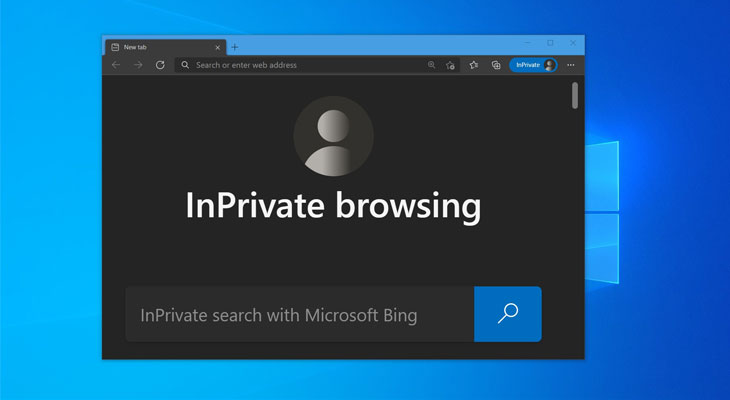 New tab
Search or enter web address
InPrivate
InPrivate browsing
InPrivate search with Microsoft Bing